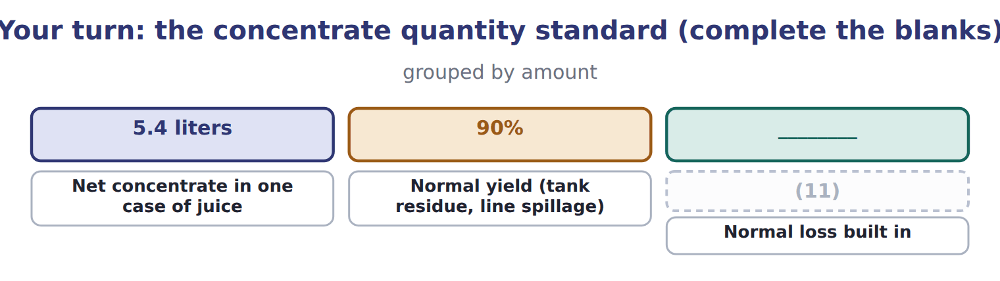 Your turn: the concentrate quantity standard (complete the blanks)
grouped by amount
5.4 liters
Net concentrate in one
case of juice
90%
Normal yield (tank
residue, line spillage)
________
(11)
Normal loss built in